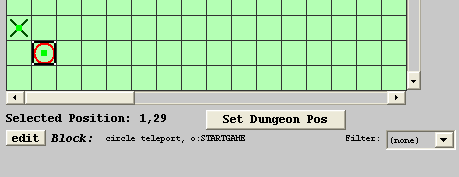 Selected Position: 1,29 Set Dungeon Pos
edit Block: circle teleport, o:STARTGAME Filter: (none)